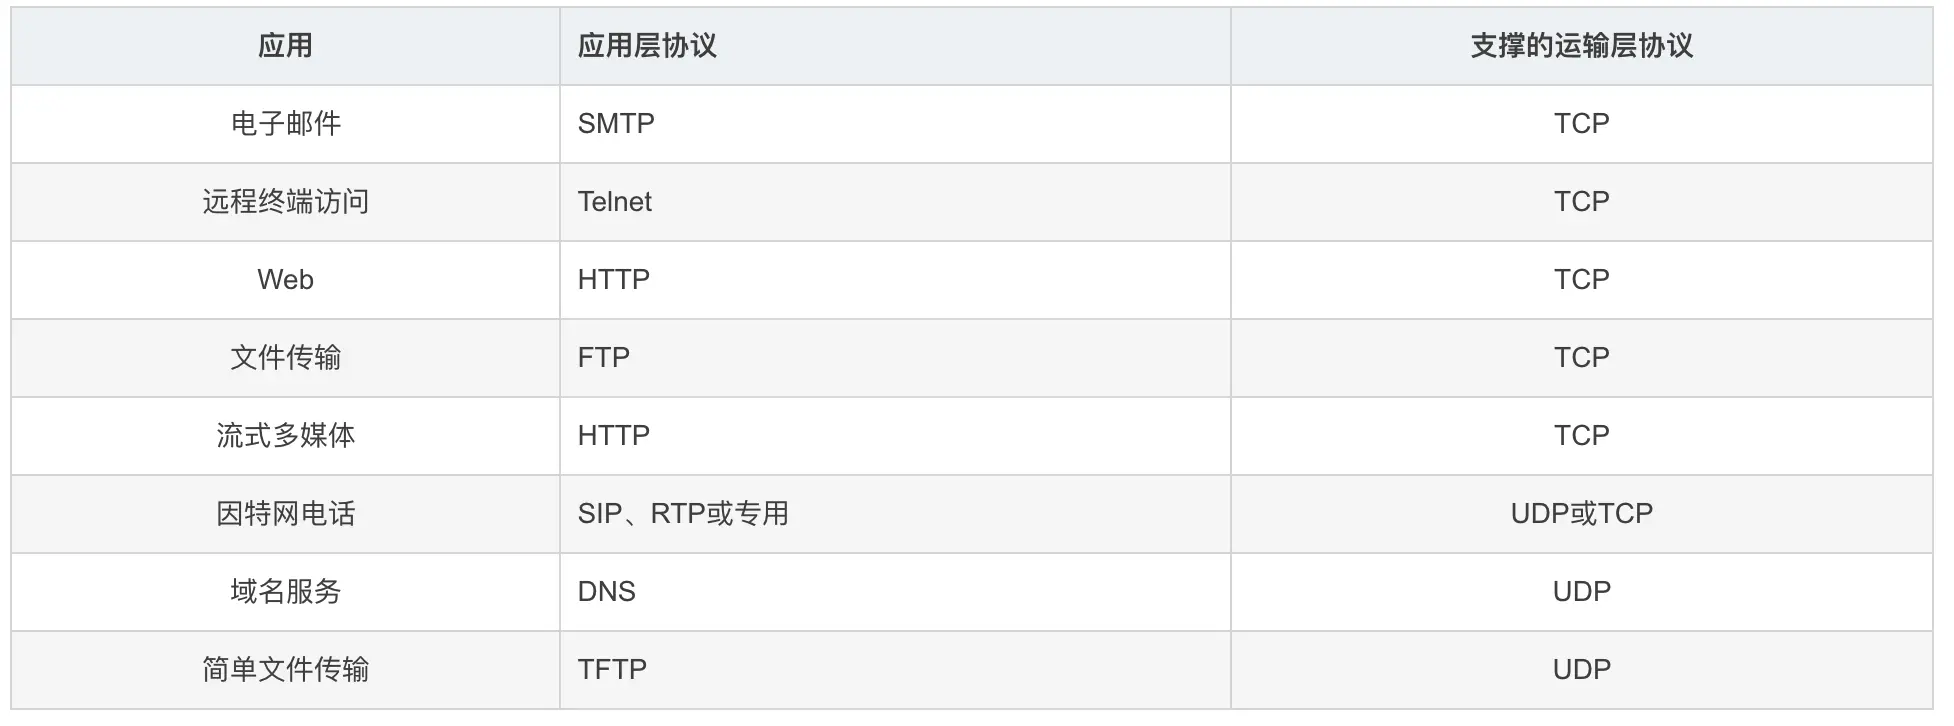 应用 应用层协议 支撑的运输层协议
电子邮件 SMTP TCP
远程终端访问 Telnet TCP
Web HTTP TCP
文件传输 FTP TCP
流式多媒体 HTTP TCP
因特网电话 SIP、RTP或专用 UDP或TCP
域名服务 DNS UDP
简单文件传输 TFTP UDP